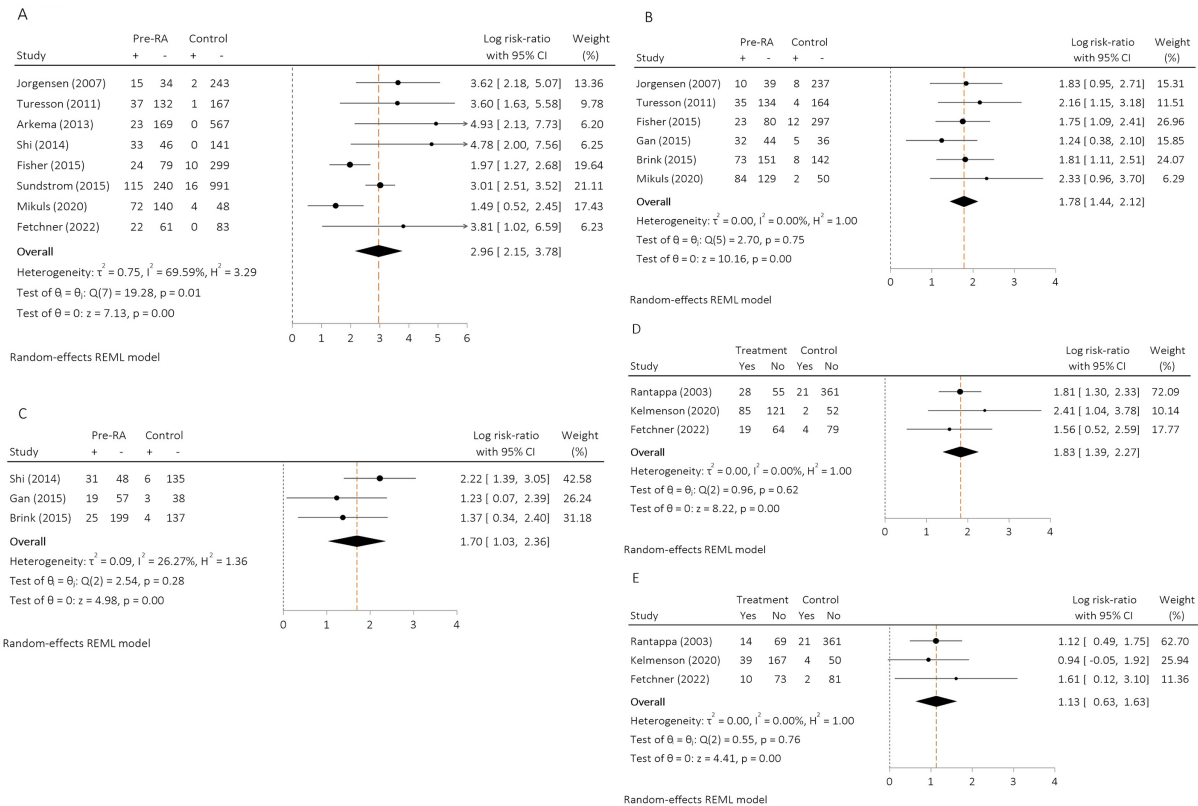 A
Pre-RA Control Log risk-ratio Weight
Study + - + - with 95% CI (%)
Jorgensen (2007) 15 34 2 243 3.62 [ 2.18, 5.07] 13.36
Turesson (2011) 37 132 1 167 3.60 [ 1.63, 5.58] 9.78
Arkema (2013) 23 169 0 567 4.93 [ 2.13, 7.73] 6.20
Shi (2014) 33 46 0 141 4.78 [ 2.00, 7.56] 6.25
Fisher (2015) 24 79 10 299 1.97 [ 1.27, 2.68] 19.64
Sundstrom (2015) 115 240 16 991 3.01 [ 2.51, 3.52] 21.11
Mikuls (2020) 72 140 4 48 1.49 [ 0.52, 2.45] 17.43
Fetchner (2022) 22 61 0 83 3.81 [ 1.02, 6.59] 6.23
Overall 2.96 [ 2.15, 3.78]
Heterogeneity: τ² = 0.75, I² = 69.59%, H² = 3.29
Test of θᵢ = θⱼ: Q(7) = 19.28, p = 0.01
Test of θ = 0: z = 7.13, p = 0.00
0 1 2 3 4 5 6
Random-effects REML model
B
Pre-RA Control Log risk-ratio Weight
Study + - + - with 95% CI (%)
Jorgensen (2007) 10 39 8 237 1.83 [ 0.95, 2.71] 15.31
Turesson (2011) 35 134 4 164 2.16 [ 1.15, 3.18] 11.51
Fisher (2015) 23 80 12 297 1.75 [ 1.09, 2.41] 26.96
Gan (2015) 32 44 5 36 1.24 [ 0.38, 2.10] 15.85
Brink (2015) 73 151 8 142 1.81 [ 1.11, 2.51] 24.07
Mikuls (2020) 84 129 2 50 2.33 [ 0.96, 3.70] 6.29
Overall 1.78 [ 1.44, 2.12]
Heterogeneity: τ² = 0.00, I² = 0.00%, H² = 1.00
Test of θ = θᵢ: Q(5) = 2.70, p = 0.75
Test of θ = 0: z = 10.16, p = 0.00
0 1 2 3 4
Random-effects REML model
C
Pre-RA Control Log risk-ratio Weight
Study + - + - with 95% CI (%)
Shi (2014) 31 48 6 135 2.22 [ 1.39, 3.05] 42.58
Gan (2015) 19 57 3 38 1.23 [ 0.07, 2.39] 26.24
Brink (2015) 25 199 4 137 1.37 [ 0.34, 2.40] 31.18
Overall 1.70 [ 1.03, 2.36]
Heterogeneity: τ² = 0.09, I² = 26.27%, H² = 1.36
Test of θᵢ = θⱼ: Q(2) = 2.54, p = 0.28
Test of θ = 0: z = 4.98, p = 0.00
0 1 2 3 4
Random-effects REML model
D
Treatment Control Log risk-ratio Weight
Study Yes No Yes No with 95% CI (%)
Rantappa (2003) 28 55 21 361 1.81 [ 1.30, 2.33] 72.09
Kelmenson (2020) 85 121 2 52 2.41 [ 1.04, 3.78] 10.14
Fetchner (2022) 19 64 4 79 1.56 [ 0.52, 2.59] 17.77
Overall 1.83 [ 1.39, 2.27]
Heterogeneity: τ² = 0.00, I² = 0.00%, H² = 1.00
Test of θᵢ = θⱼ: Q(2) = 0.96, p = 0.62
Test of θ = 0: z = 8.22, p = 0.00
0 1 2 3 4
Random-effects REML model
E
Treatment Control Log risk-ratio Weight
Study Yes No Yes No with 95% CI (%)
Rantappa (2003) 14 69 21 361 1.12 [ 0.49, 1.75] 62.70
Kelmenson (2020) 39 167 4 50 0.94 [ -0.05, 1.92] 25.94
Fetchner (2022) 10 73 2 81 1.61 [ 0.12, 3.10] 11.36
Overall 1.13 [ 0.63, 1.63]
Heterogeneity: τ² = 0.00, I² = 0.00%, H² = 1.00
Test of θᵢ = θⱼ: Q(2) = 0.55, p = 0.76
Test of θ = 0: z = 4.41, p = 0.00
0 1 2 3 4
Random-effects REML model